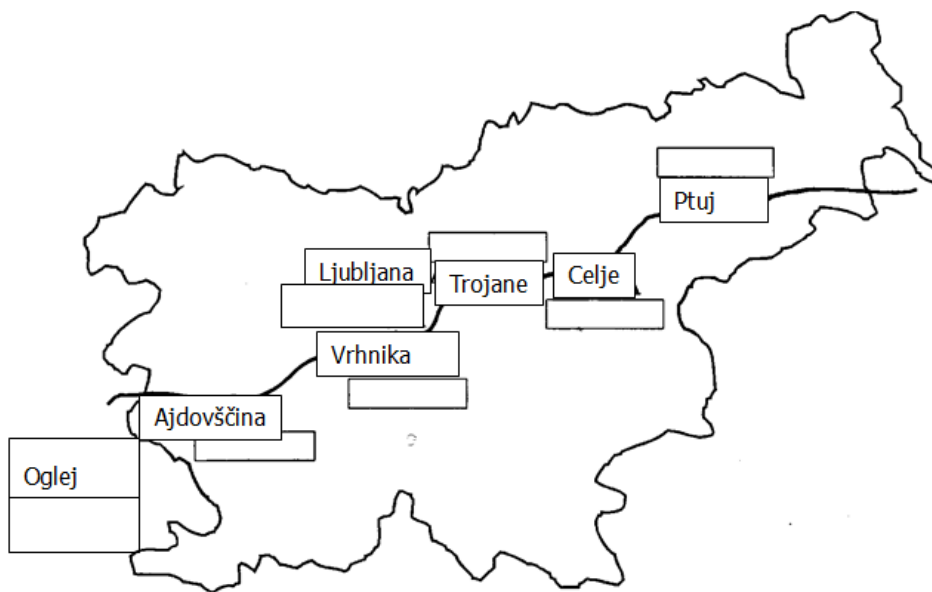 Ptuj
Ljubljana
Trojane
Celje
Vrhnika
Ajdovščina
Oglej